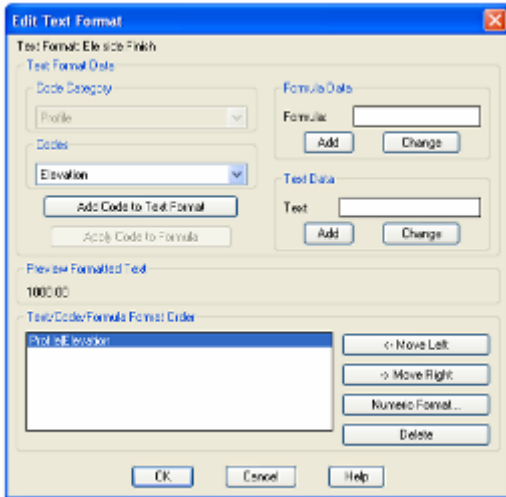 Edit Text Format
Text Format: Ele side Finish
Text Format Data
Code Category
Profile
Codes
Elevation
Add Code to Text Format
Apply Code to Formula
Formula Data
Formula:
Add
Change
Text Data
Text
Add
Change
Preview Formatted Text
1000.00
Text/Code/Formula Format Order
Profile|Elevation
<- Move Left
-> Move Right
Numeric Format...
Delete
OK
Cancel
Help